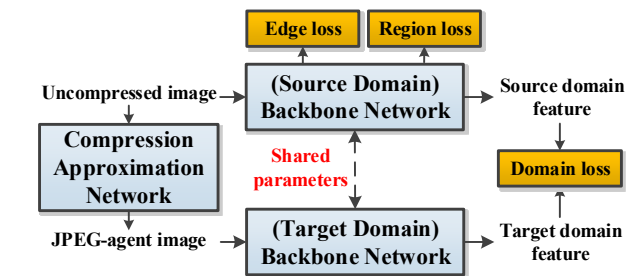 Edge loss
Region loss
Uncompressed image
(Source Domain)
Backbone Network
Source domain
feature
Compression
Approximation
Network
Shared
parameters
Domain loss
JPEG-agent image
(Target Domain)
Backbone Network
Target domain
feature